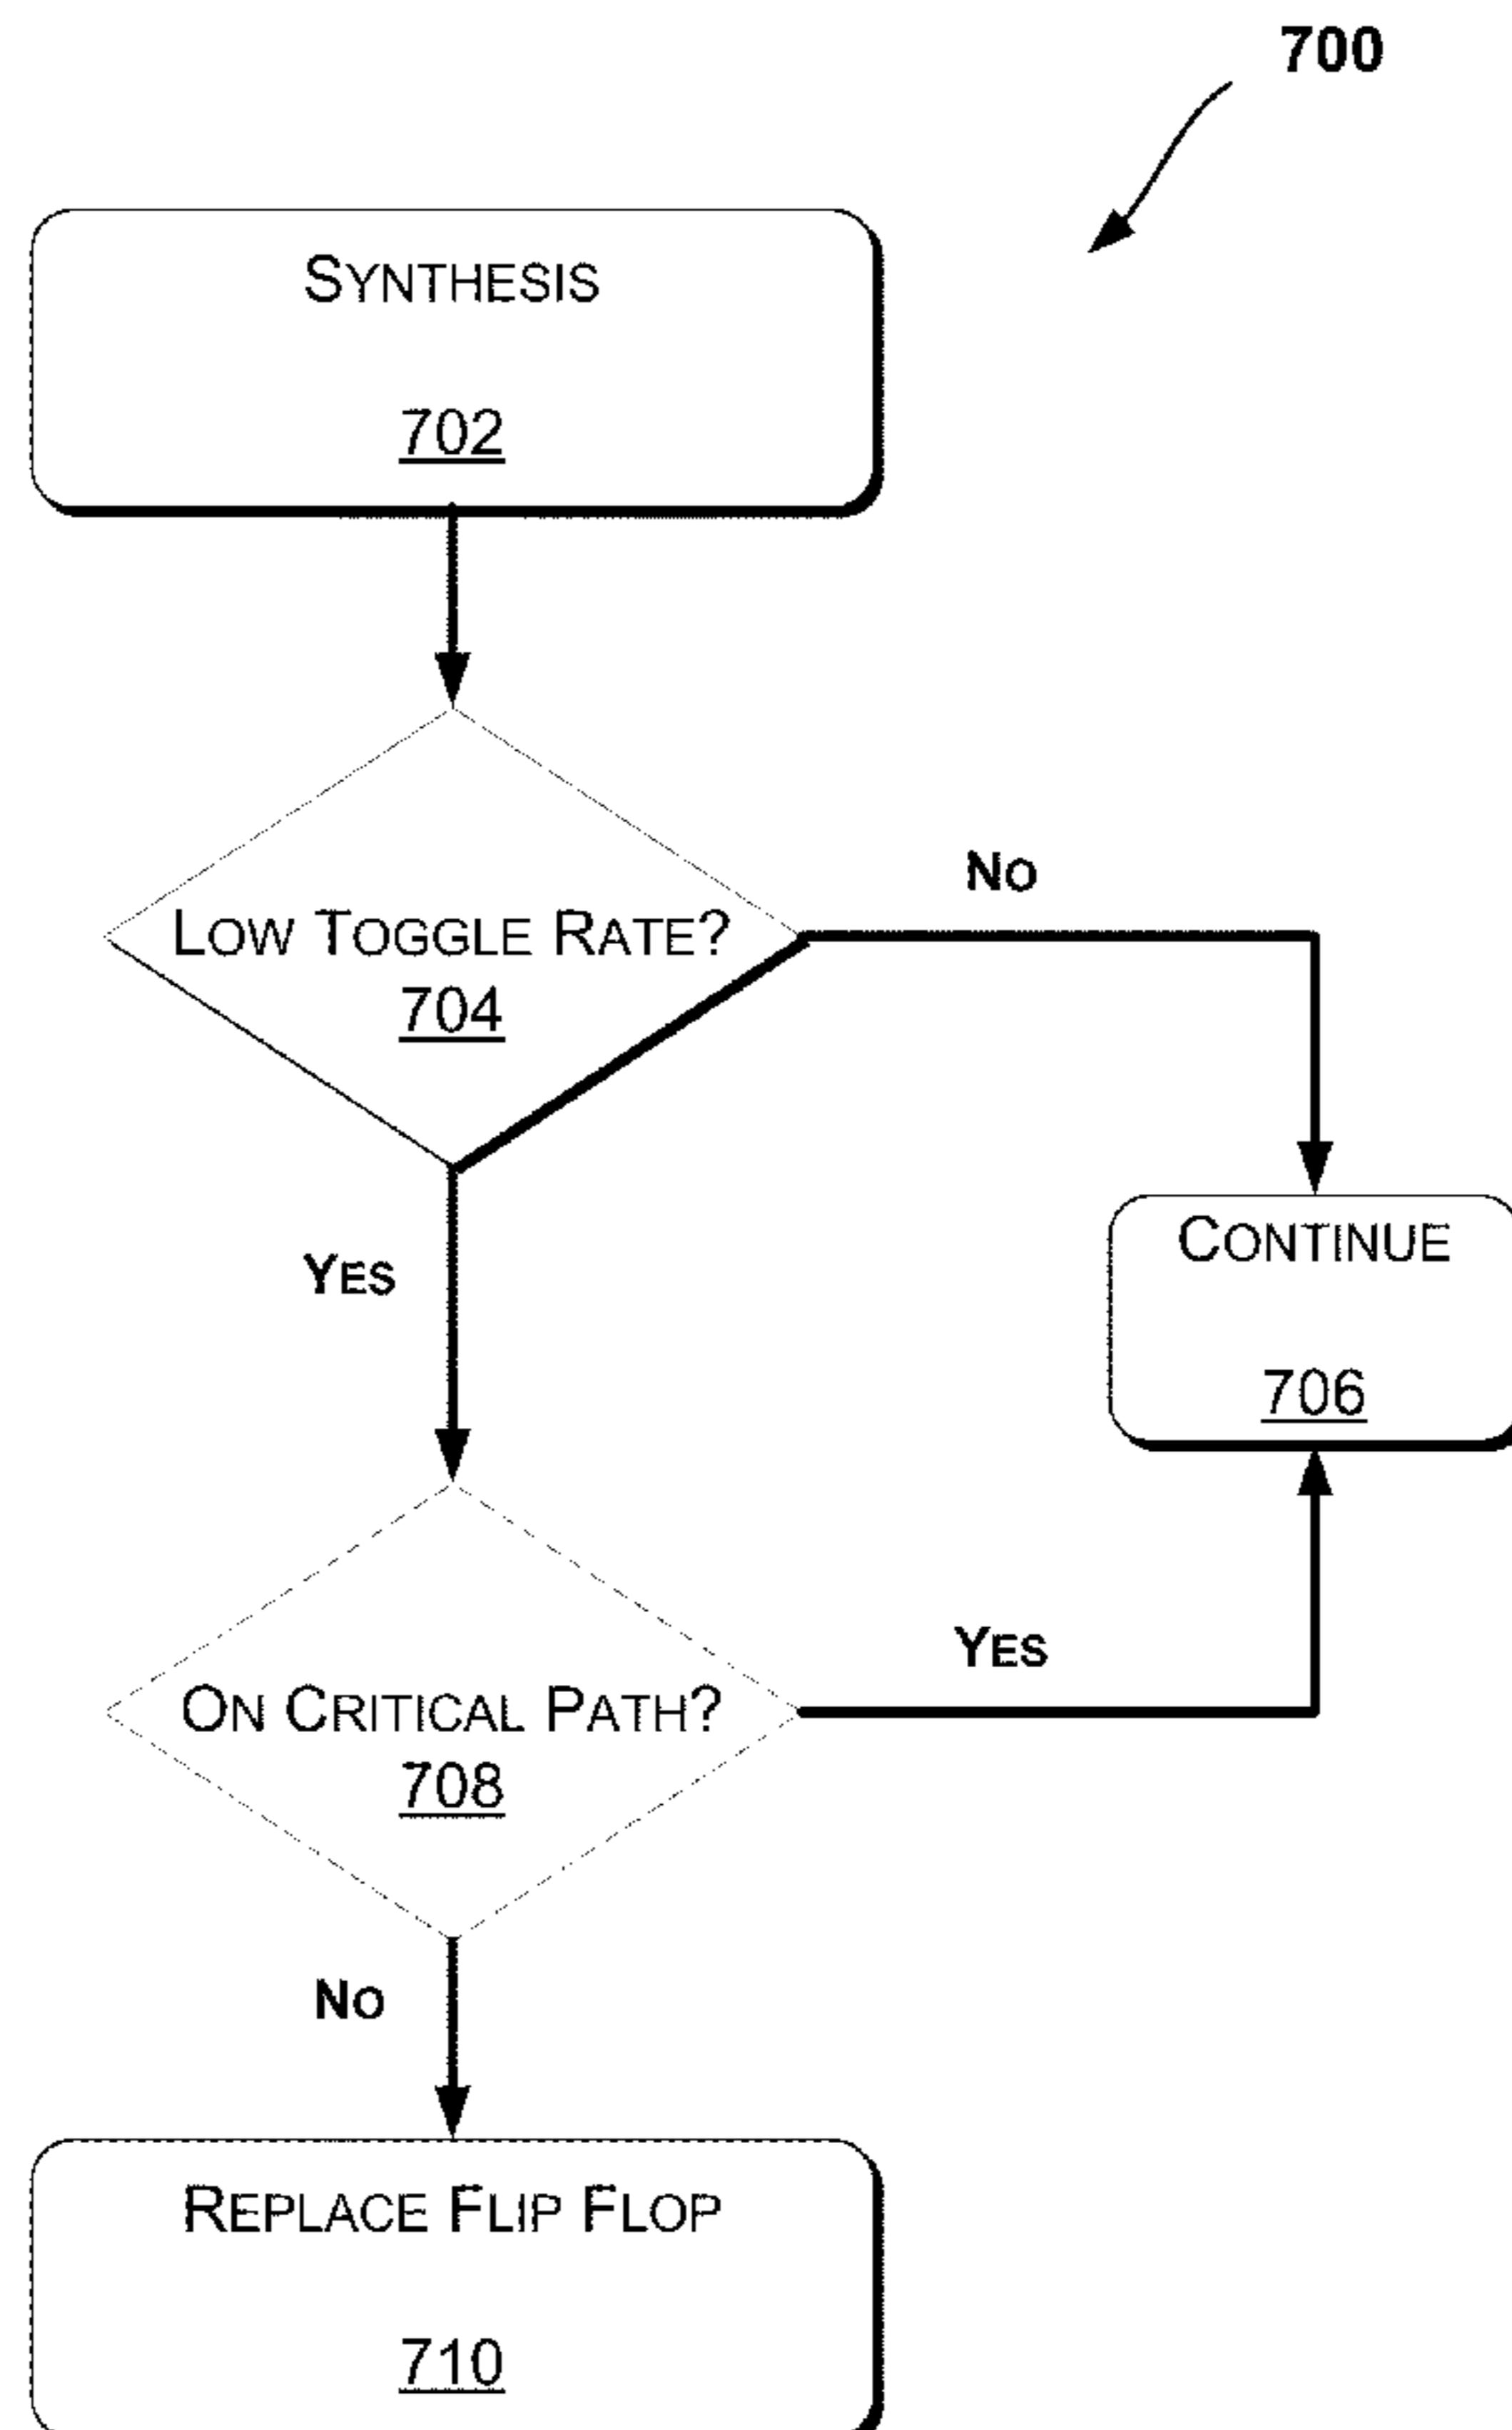 700
SYNTHESIS
702
LOW TOGGLE RATE?
704
NO
YES
CONTINUE
706
ON CRITICAL PATH?
708
YES
NO
REPLACE FLIP FLOP
710